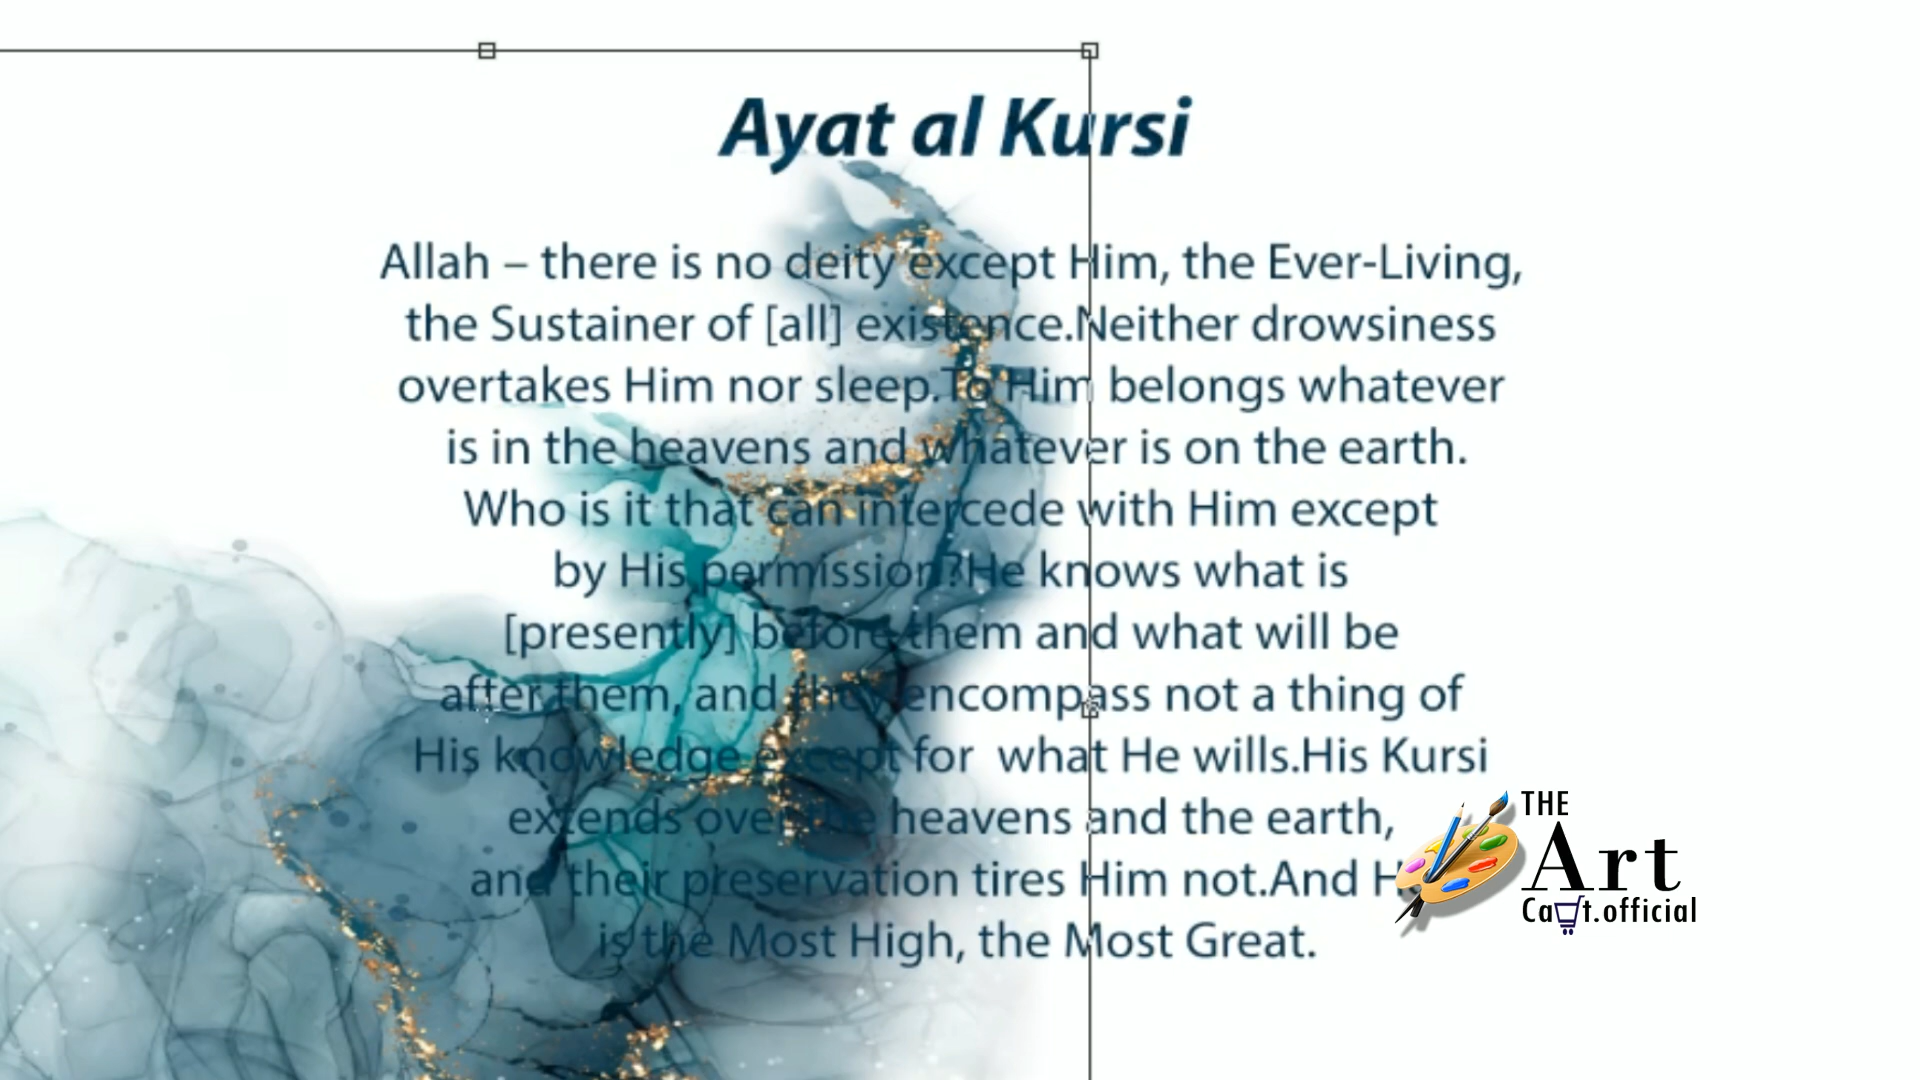 Ayat al Kursi
Allah – there is no deity except Him, the Ever-Living,
the Sustainer of [all] existence.Neither drowsiness
overtakes Him nor sleep.To Him belongs whatever
is in the heavens and whatever is on the earth.
Who is it that can intercede with Him except
by His permission?He knows what is
[presently] before them and what will be
after them, and they encompass not a thing of
His knowledge except for  what He wills.His Kursi
extends over the heavens and the earth,
and their preservation tires Him not.And He
is the Most High, the Most Great.
THE
Art
Cart.official